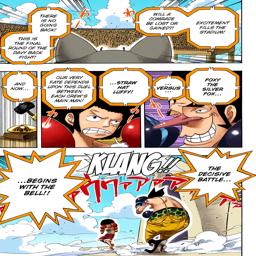 EXCITEMENT
FILLS THE
STADIUM!
WILL A
COMRADE
BE LOST OR
GAINED?!
THERE
IS NO
GOING
BACK!
THIS IS
THE FINAL
ROUND OF
THE DAVY
BACK FIGHT!
FOXY
THE
SILVER
FOX...
VERSUS
...
...STRAW
HAT
LUFFY!
OUR VERY
FATE DEPENDS
UPON THIS
DUEL
BETWEEN
EACH CREW'S
MAIN MAN!
AND
NOW...
THE
DECISIVE
BATTLE...
KLANG!!
...BEGINS
WITH THE
BELL!!